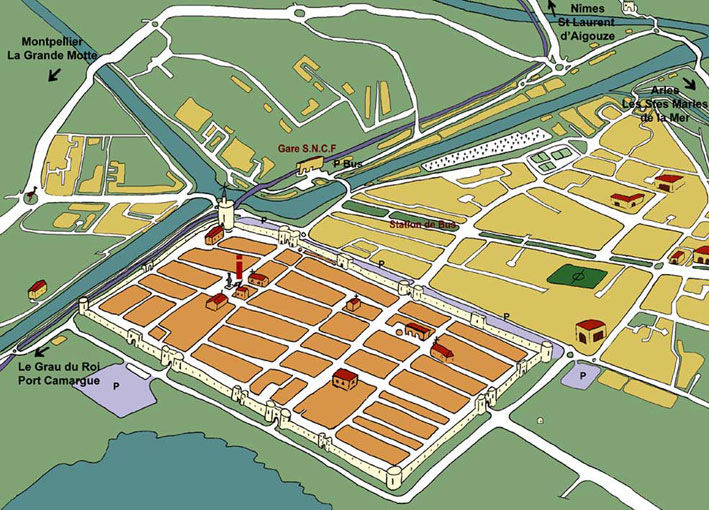 Nîmes
St Laurent
d'Aigouze
Montpellier
La Grande Motte
Arles
Les Stes Maries
de la Mer
Gare S.N.C.F
P Bus
P
Station de Bus
P
P
P
Le Grau du Roi
Port Camargue
P
P